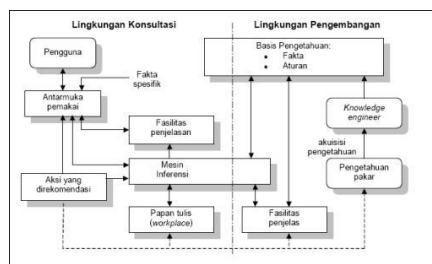 Lingkungan Konsultasi
Lingkungan Pengembangan
Pengguna
Fakta
spesifik
Antarmuka
pemakai
Fasilitas
penjelasan
Aksi yang
direkomendasi
Mesin
Inferensi
Papan tulis
(workplace)
Basis Pengetahuan:
• Fakta
• Aturan
Knowledge
engineer
akuisisi
pengetahuan
Pengetahuan
pakar
Fasilitas
penjelas